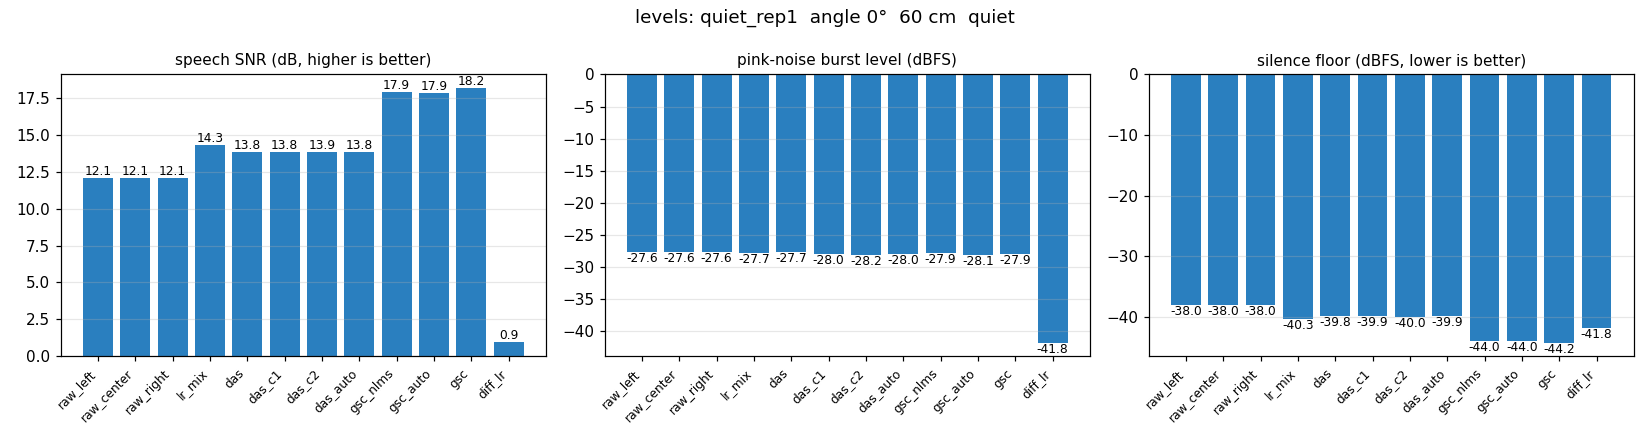 levels: quiet_rep1  angle 0°  60 cm  quiet
speech SNR (dB, higher is better)
17.5
15.0
12.5
10.0
7.5
5.0
2.5
0.0
12.1 12.1 12.1 14.3 13.8 13.8 13.9 13.8 17.9 17.9 18.2 0.9
raw_left raw_center raw_right lr_mix das das_c1 das_c2 das_auto gsc_nlms gsc_auto gsc diff_lr
pink-noise burst level (dBFS)
0
−5
−10
−15
−20
−25
−30
−35
−40
-27.6 -27.6 -27.6 -27.7 -27.7 -28.0 -28.2 -28.0 -27.9 -28.1 -27.9 -41.8
raw_left raw_center raw_right lr_mix das das_c1 das_c2 das_auto gsc_nlms gsc_auto gsc diff_lr
silence floor (dBFS, lower is better)
0
−10
−20
−30
−40
-38.0 -38.0 -38.0 -40.3 -39.8 -39.9 -40.0 -39.9 -44.0 -44.0 -44.2 -41.8
raw_left raw_center raw_right lr_mix das das_c1 das_c2 das_auto gsc_nlms gsc_auto gsc diff_lr